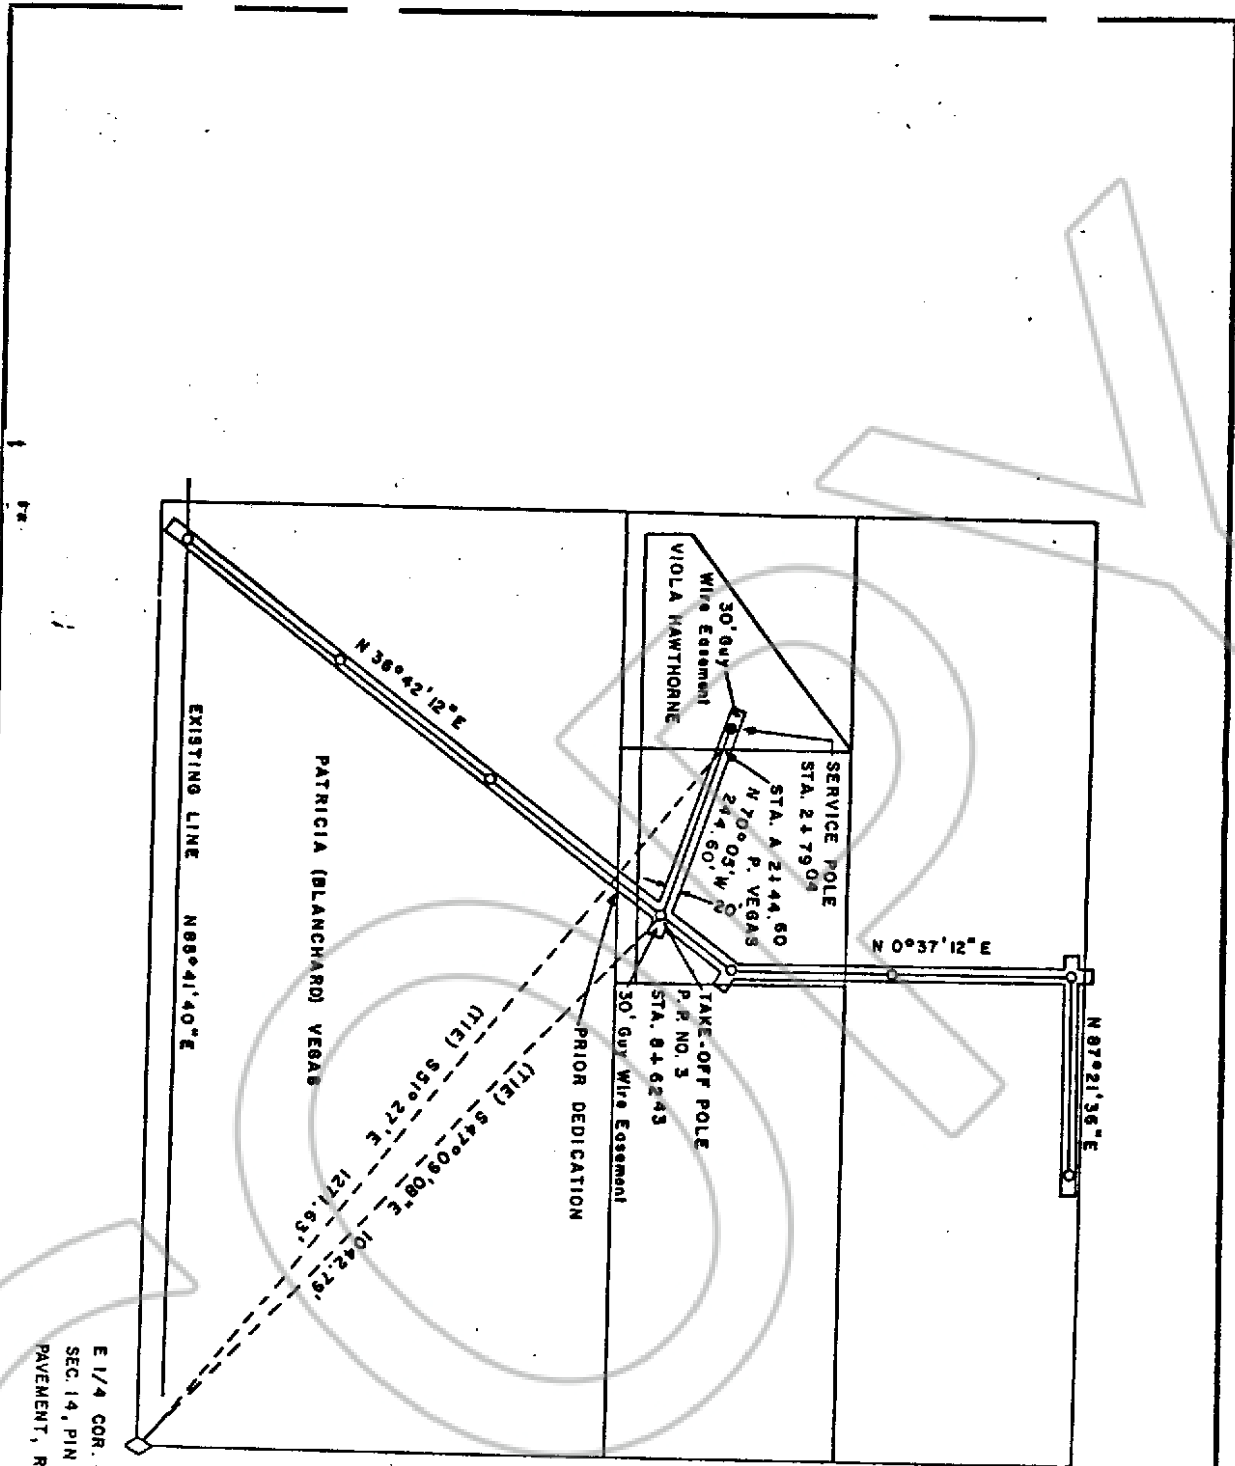 N 87°21'36"E
N 0°37'12"E
SERVICE POLE
STA. 2+79.04
STA. A 2+44.60
P. VEGAS
N 70° 05' W
244.60'
20'
30' Guy
Wire Easement
VIOLA HAWTHORNE
TAKE-OFF POLE
P.P. NO. 3
STA. 8+62.43
30' Guy Wire Easement
PRIOR DEDICATION
N 36°42'12"E
(TIE) S47°09'08"E 1042.79'
(TIE) S51°27'E 1271.63'
PATRICIA (BLANCHARD) VEGAS
EXISTING LINE N88°41'40"E
E 1/4 COR.
SEC. 14, PIN
PAVEMENT, R
COPY